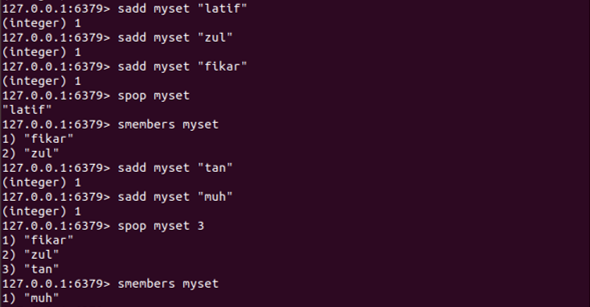 127.0.0.1:6379> sadd myset "latif"
(integer) 1
127.0.0.1:6379> sadd myset "zul"
(integer) 1
127.0.0.1:6379> sadd myset "fikar"
(integer) 1
127.0.0.1:6379> spop myset
"latif"
127.0.0.1:6379> smembers myset
1) "fikar"
2) "zul"
127.0.0.1:6379> sadd myset "tan"
(integer) 1
127.0.0.1:6379> sadd myset "muh"
(integer) 1
127.0.0.1:6379> spop myset 3
1) "fikar"
2) "zul"
3) "tan"
127.0.0.1:6379> smembers myset
1) "muh"